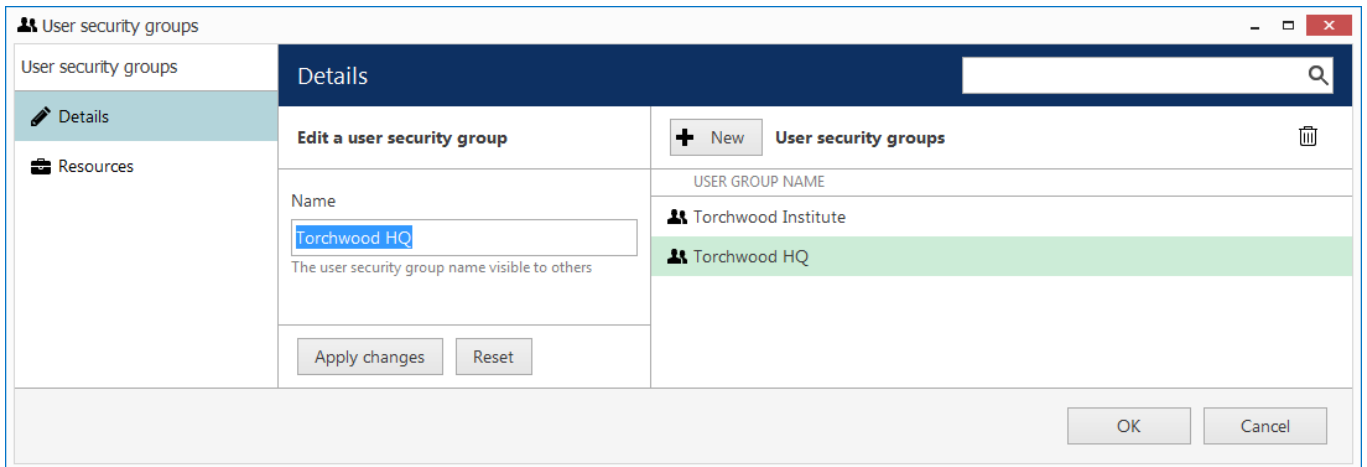 User security groups
User security groups
Details
Resources
Details
Edit a user security group
Name
Torchwood HQ
The user security group name visible to others
Apply changes
Reset
New
User security groups
USER GROUP NAME
Torchwood Institute
Torchwood HQ
OK
Cancel